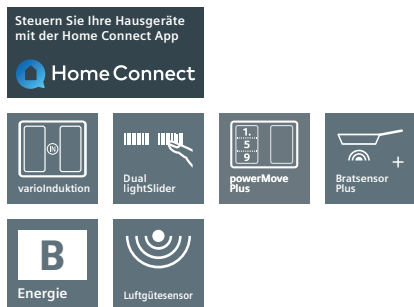 Steuern Sie Ihre Hausgeräte
mit der Home Connect App
Home Connect
IN
varioInduktion
Dual
lightSlider
1.
5
9
powerMove
Plus
+
Bratsensor
Plus
B
Energie
Luftgütesensor